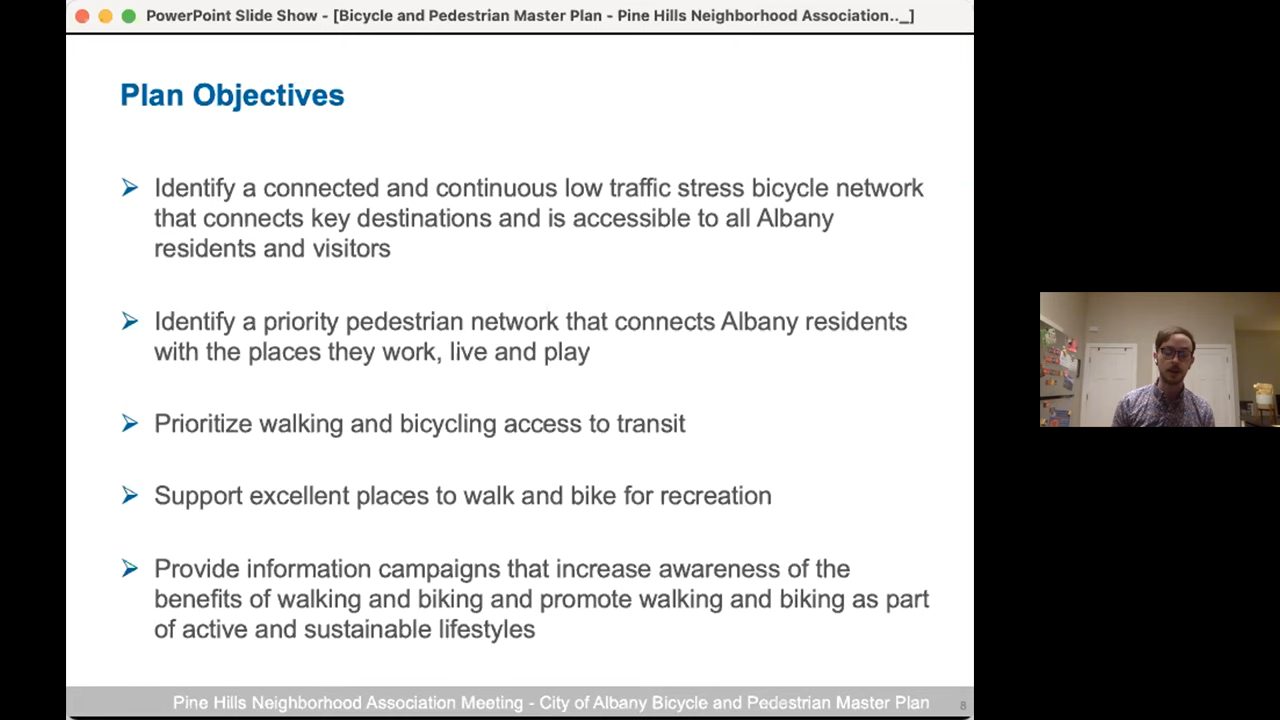 PowerPoint Slide Show - [Bicycle and Pedestrian Master Plan - Pine Hills Neighborhood Association.._]
Plan Objectives
Identify a connected and continuous low traffic stress bicycle network
that connects key destinations and is accessible to all Albany
residents and visitors
Identify a priority pedestrian network that connects Albany residents
with the places they work, live and play
Prioritize walking and bicycling access to transit
Support excellent places to walk and bike for recreation
Provide information campaigns that increase awareness of the
benefits of walking and biking and promote walking and biking as part
of active and sustainable lifestyles
Pine Hills Neighborhood Association Meeting - City of Albany Bicycle and Pedestrian Master Plan 8